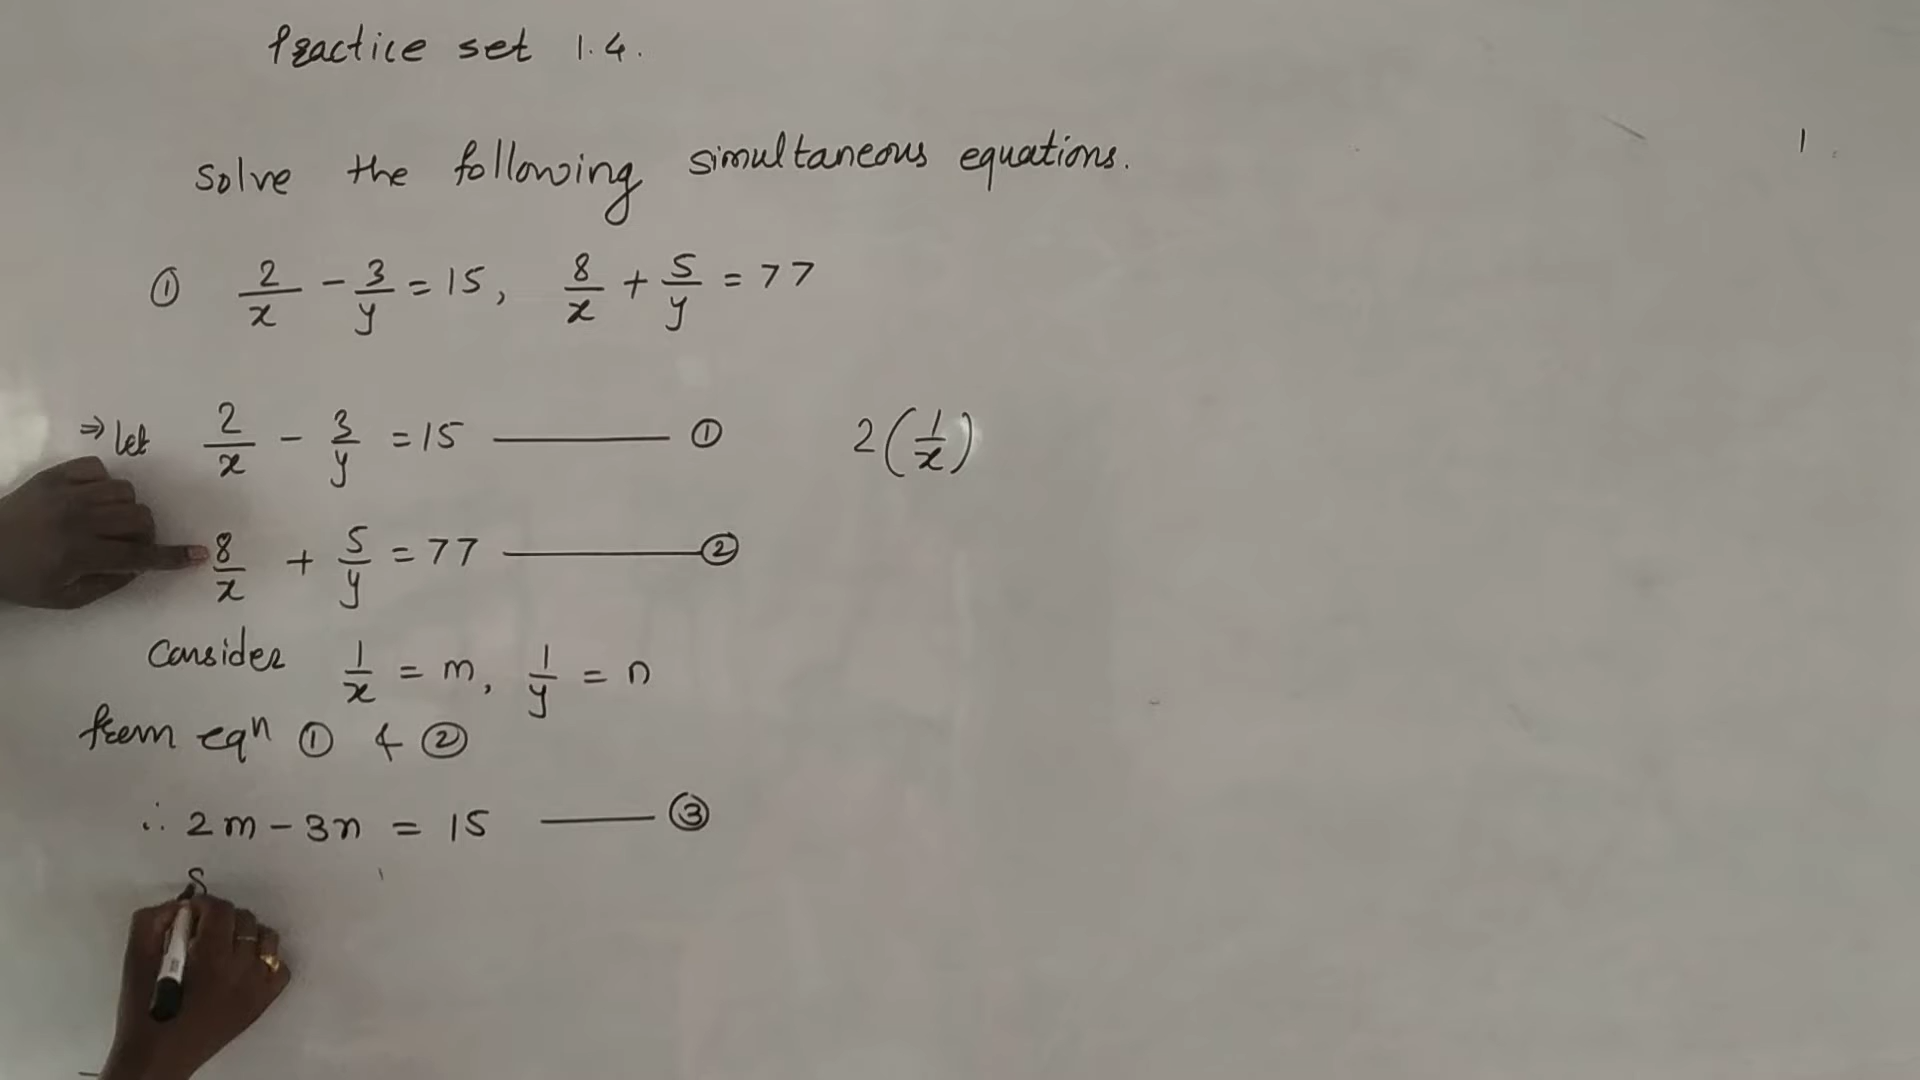 Practice set 1.4.
solve the following simultaneous equations.
① 2/x - 3/y = 15, 8/x + 5/y = 77
⇒ let 2/x - 3/y = 15 —— ① 2(1/x)
8/x + 5/y = 77 —— ②
Consider 1/x = m, 1/y = n
from eqⁿ ① & ②
∴ 2m - 3n = 15 —— ③
8